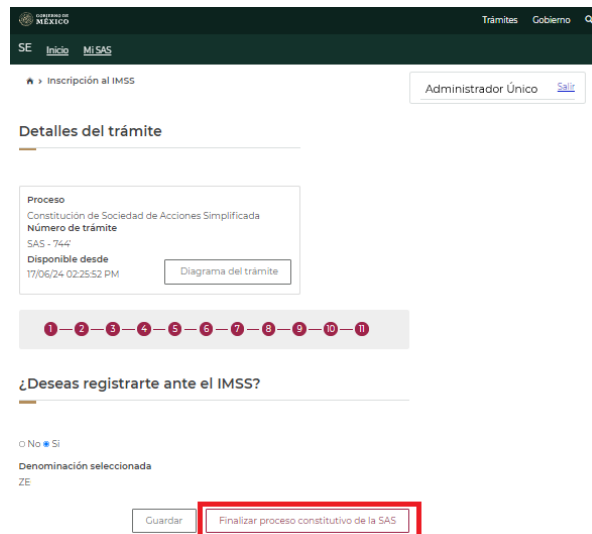 GOBIERNO DE
MÉXICO
Trámites Gobierno
SE Inicio Mi SAS
> Inscripción al IMSS
Administrador Único Salir
Detalles del trámite
Proceso
Constitución de Sociedad de Acciones Simplificada
Número de trámite
SAS - 744'
Disponible desde
17/06/24 02:25:52 PM
Diagrama del trámite
1 2 3 4 5 6 7 8 9 10 11
¿Deseas registrarte ante el IMSS?
No Si
Denominación seleccionada
ZE
Guardar Finalizar proceso constitutivo de la SAS